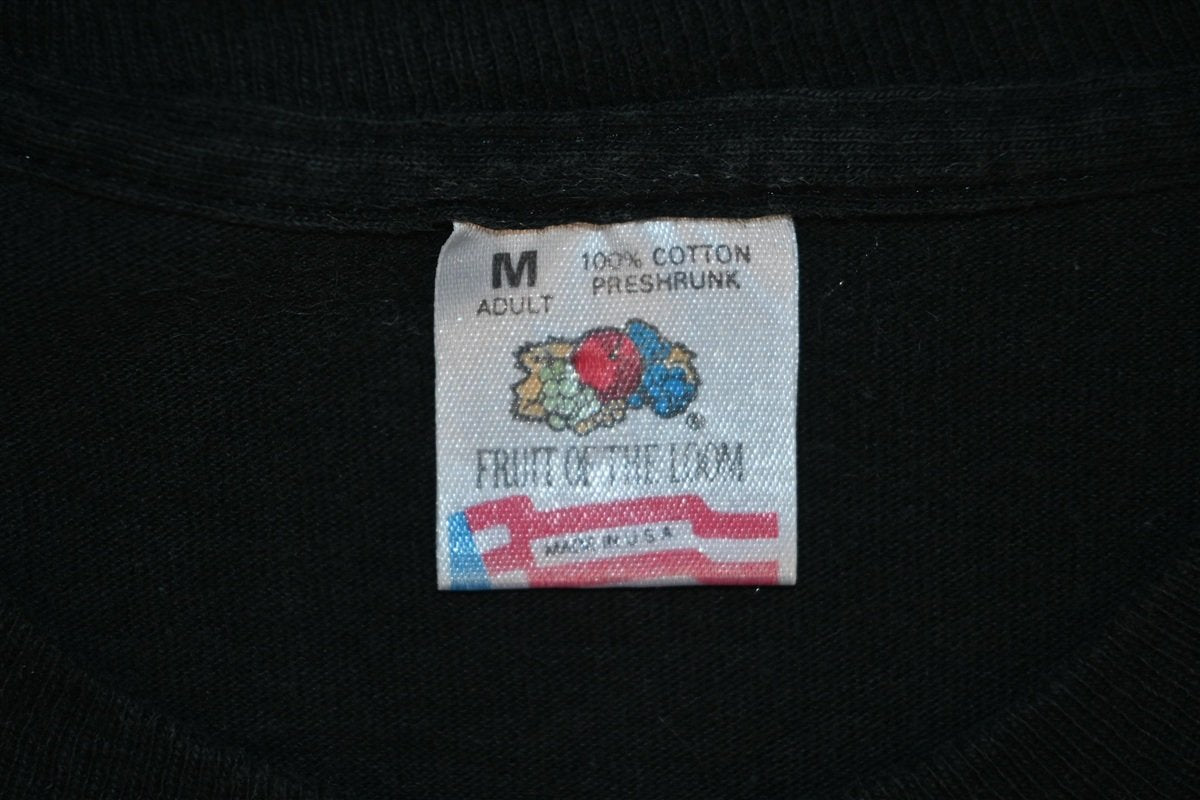 M
ADULT
100% COTTON
PRESHRUNK
®
FRUIT OF THE LOOM
MADE IN U.S.A